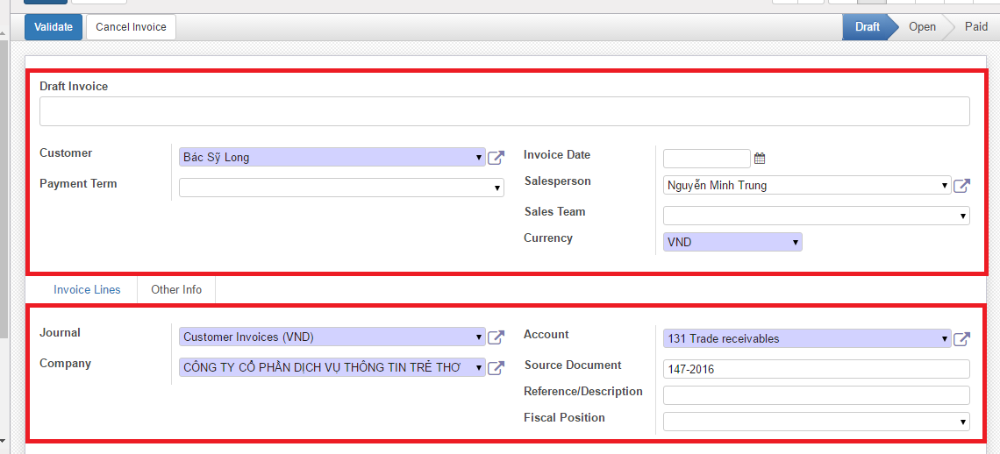 Validate Cancel Invoice Draft Open Paid
Draft Invoice
Customer Bác Sỹ Long Invoice Date
Payment Term Salesperson Nguyễn Minh Trung
Sales Team
Currency VND
Invoice Lines Other Info
Journal Customer Invoices (VND) Account 131 Trade receivables
Company CÔNG TY CỔ PHẦN DỊCH VỤ THÔNG TIN TRẺ THƠ Source Document 147-2016
Reference/Description
Fiscal Position